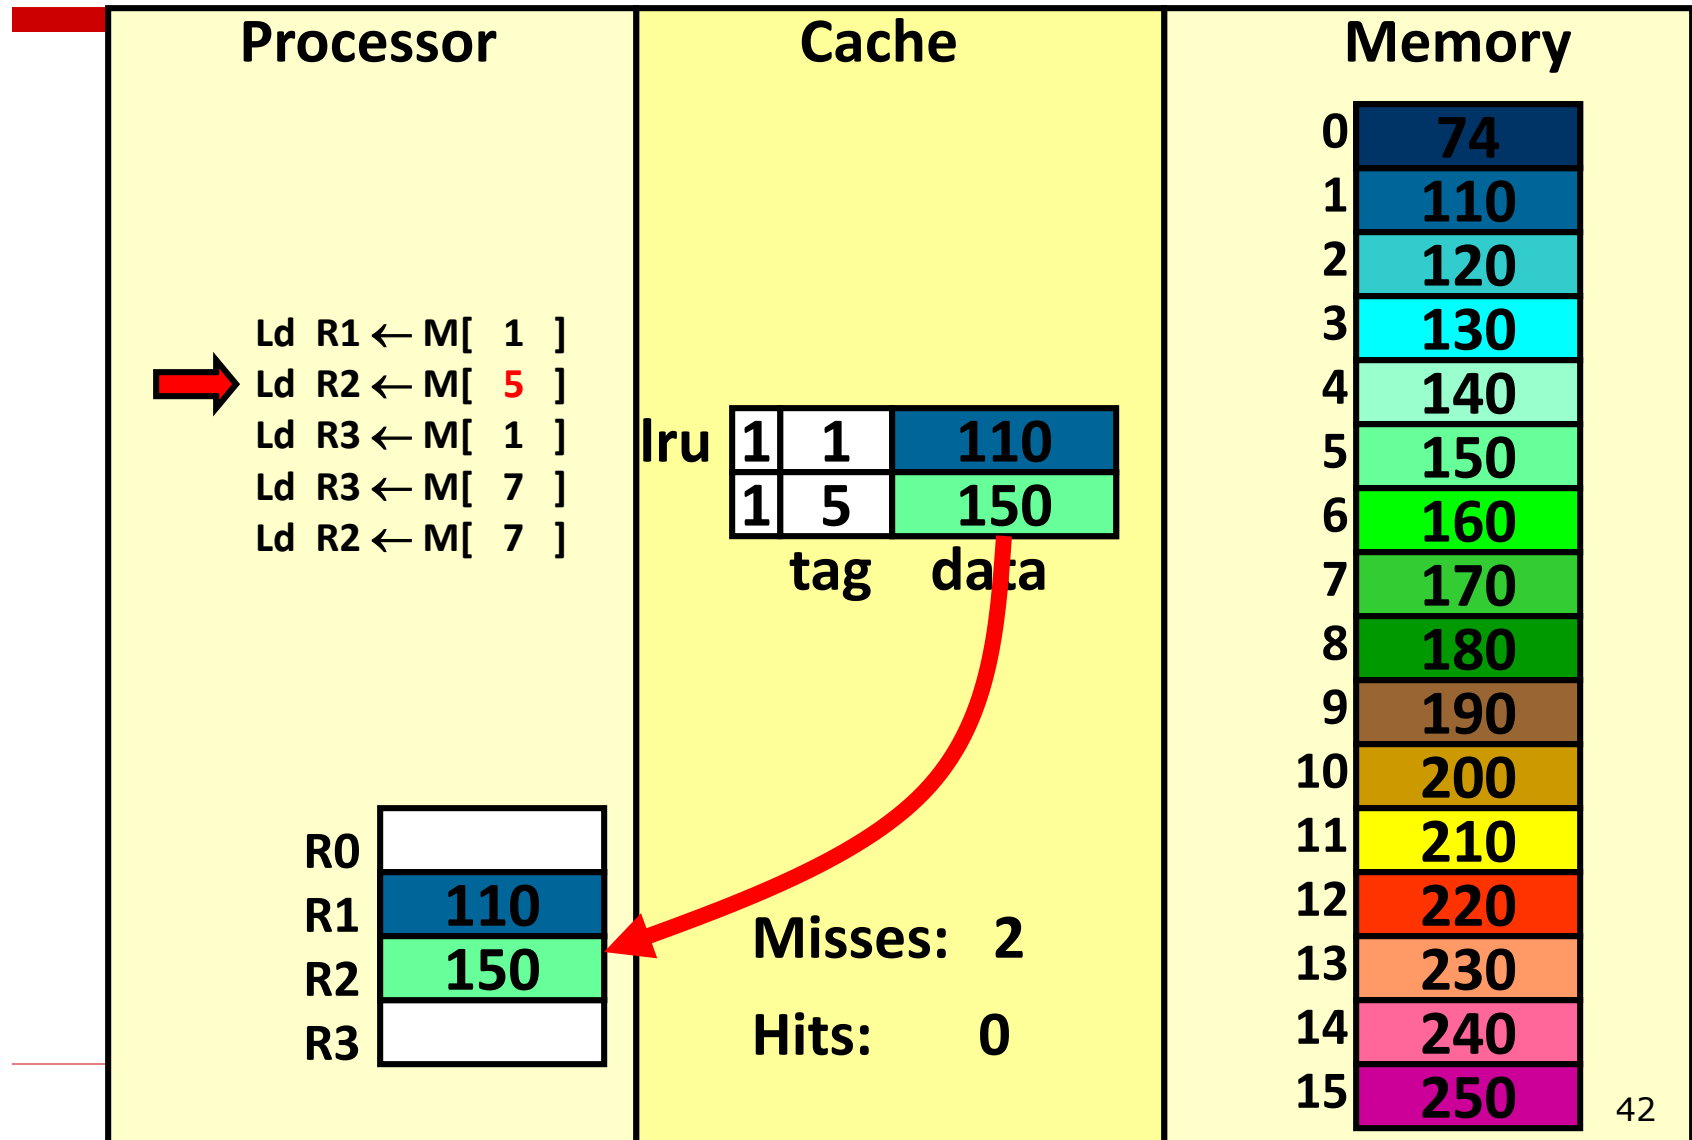 Processor
Ld R1 ← M[ 1 ]
Ld R2 ← M[ 5 ]
Ld R3 ← M[ 1 ]
Ld R3 ← M[ 7 ]
Ld R2 ← M[ 7 ]
R0
R1 110
R2 150
R3
Cache
lru 1 1 110
1 5 150
tag data
Misses: 2
Hits: 0
Memory
0 74
1 110
2 120
3 130
4 140
5 150
6 160
7 170
8 180
9 190
10 200
11 210
12 220
13 230
14 240
15 250
42